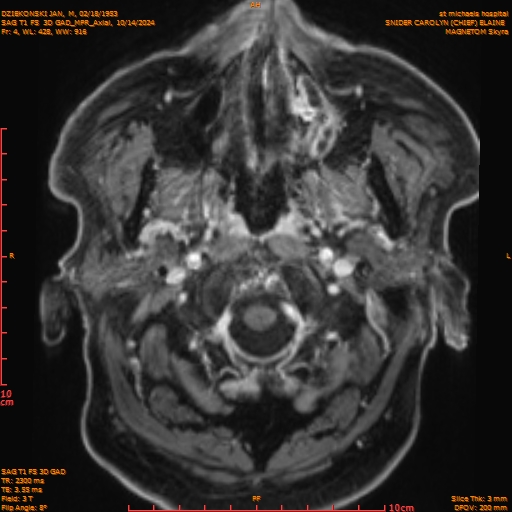 AH
DZIEKONSKI JAN, M, 02/18/1953
st michaels hospital
SAG T1 FS 3D GAD_MPR_Axial, 10/14/2024
SNIDER CAROLYN (CHIEF) ELAINE
Fr: 4, WL: 428, WW: 916
MAGNETOM Skyra
R
L
10
cm
SAG T1 FS 3D GAD
TR: 2300 ms
TE: 3.55 ms
Field: 3 T
Flip Angle: 8°
PF
10cm
Slice Thk: 3 mm
DFOV: 200 mm